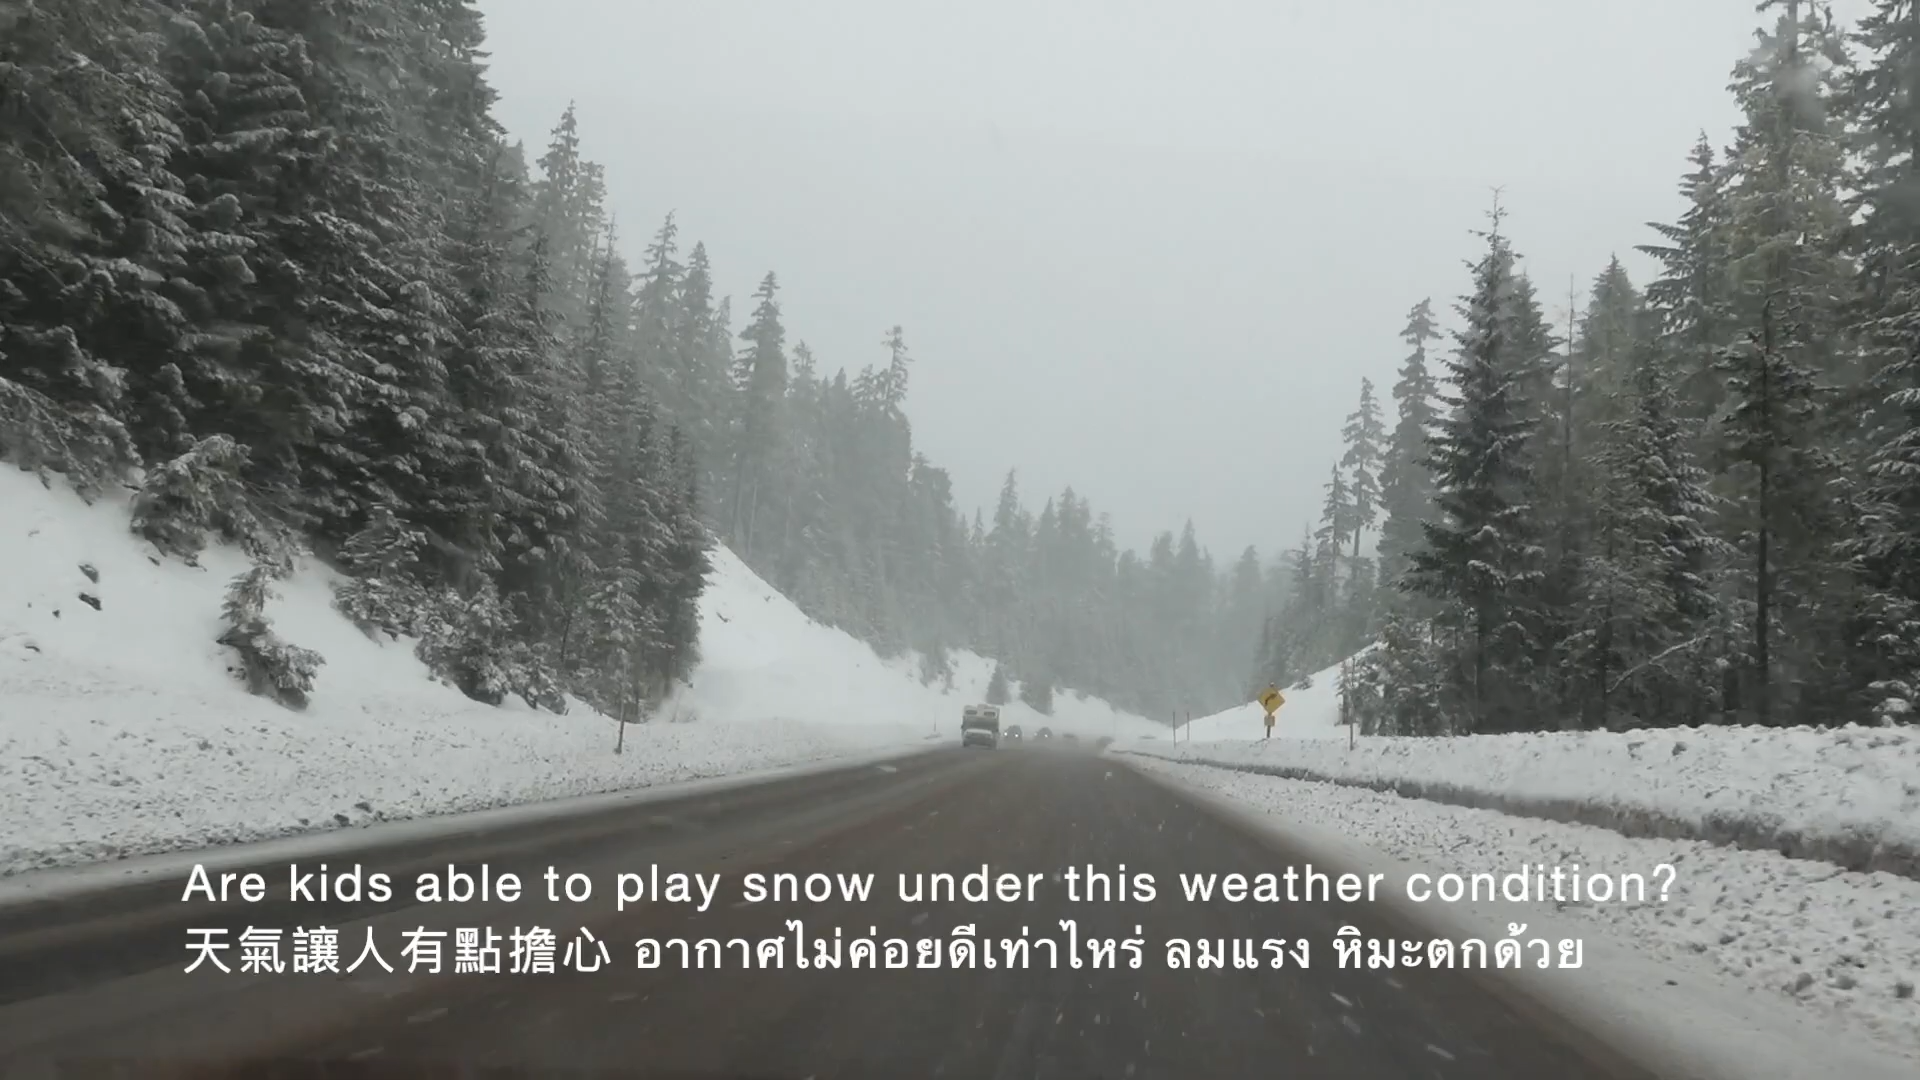 Are kids able to play snow under this weather condition?
天氣讓人有點擔心 อากาศไม่ค่อยดีเท่าไหร่ ลมแรง หิมะตกด้วย